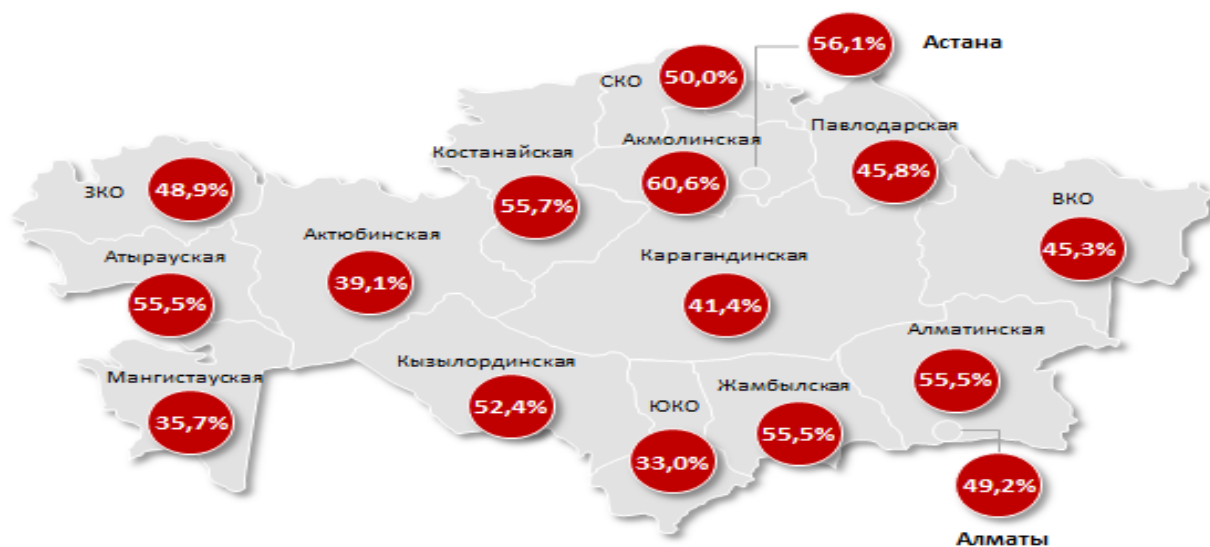 56,1%
Астана
СКО
50,0%
Акмолинская
60,6%
Павлодарская
45,8%
Костанайская
55,7%
ЗКО
48,9%
ВКО
45,3%
Актюбинская
39,1%
Атырауская
55,5%
Карагандинская
41,4%
Алматинская
55,5%
Мангистауская
35,7%
Кызылординская
52,4%
ЮКО
33,0%
Жамбылская
55,5%
49,2%
Алматы